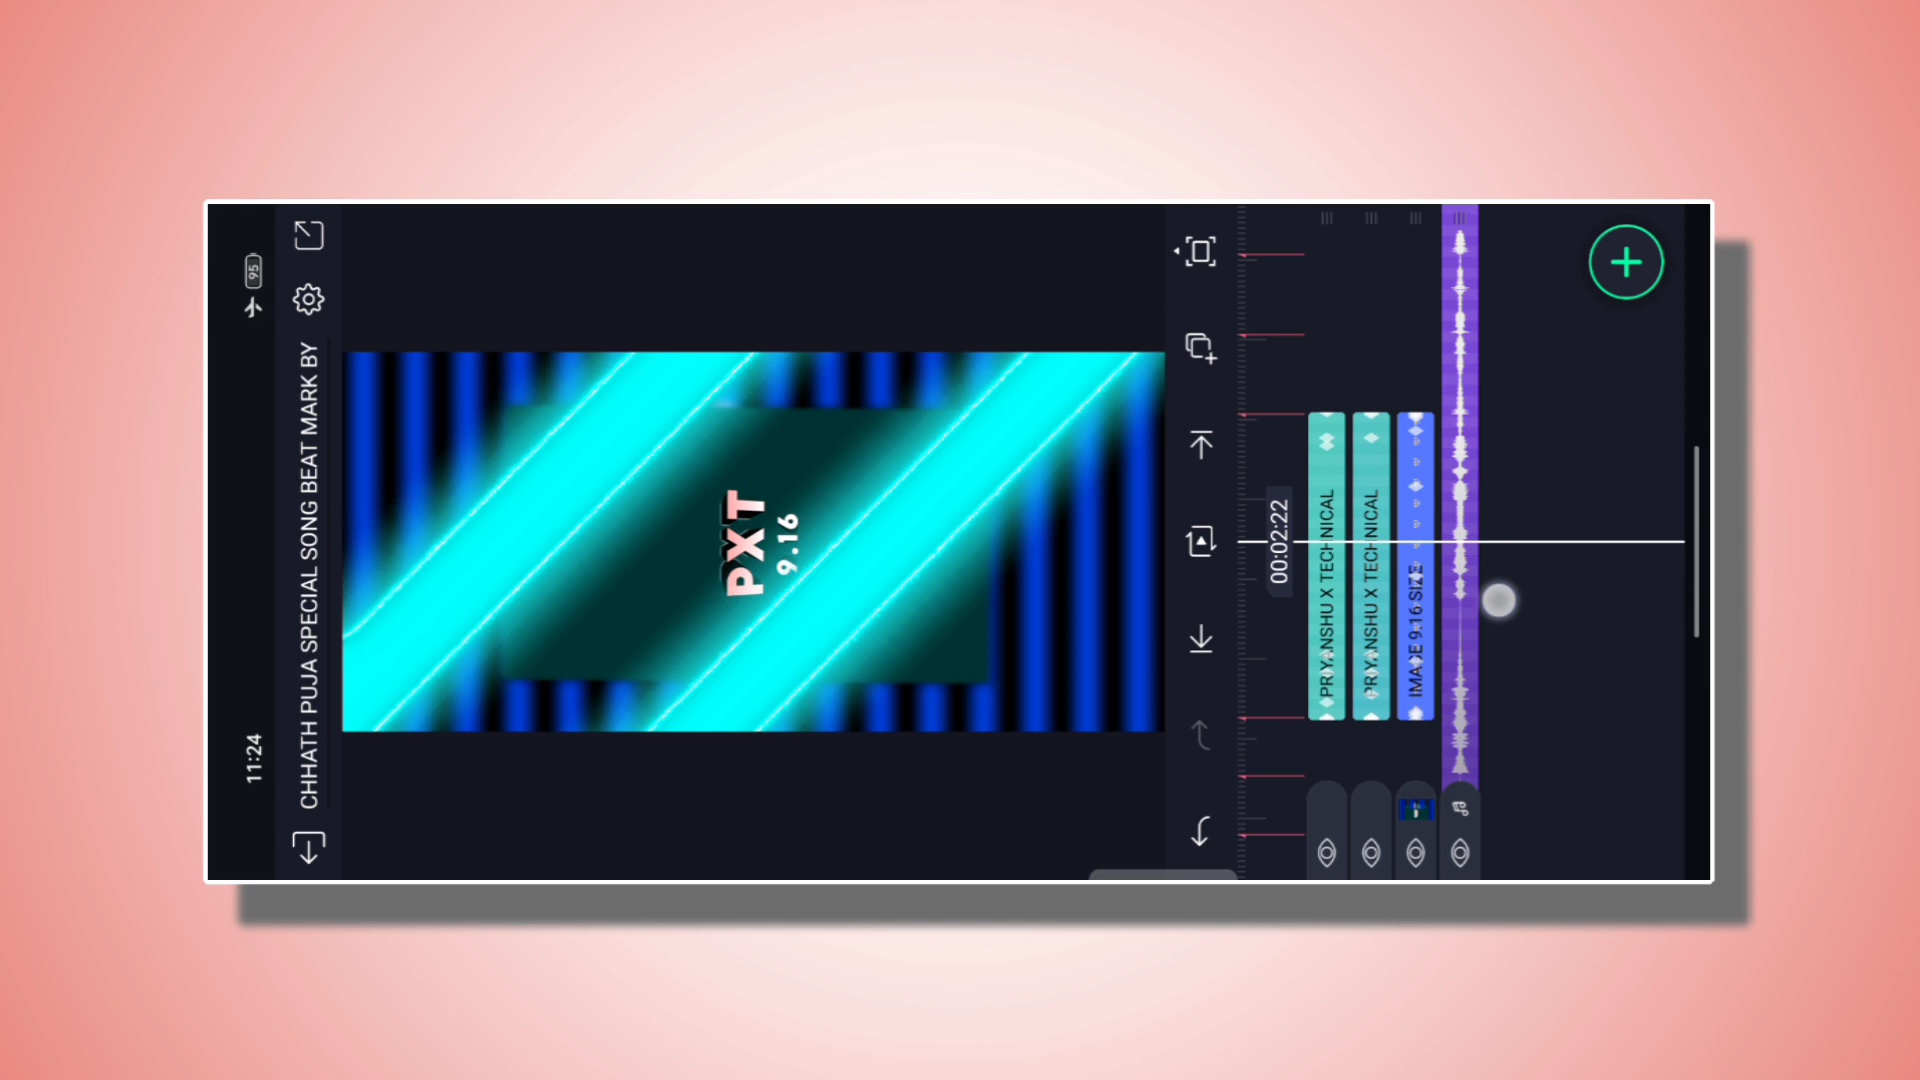 11:24
95
CHHATH PUJA SPECIAL SONG BEAT MARK BY
PXT
9.16
00:02:22
PRIYANSHU X TECHNICAL
PRIYANSHU X TECHNICAL
IMAGE 9.16 SIZE